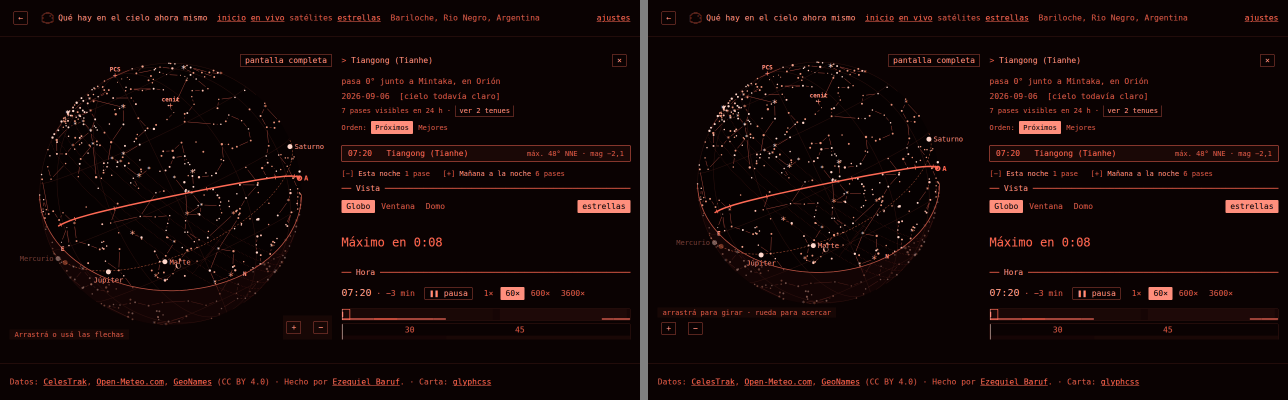 ← Qué hay en el cielo ahora mismo inicio en vivo satélites estrellas Bariloche, Río Negro, Argentina ajustes
pantalla completa
PCS
cenit
Saturno
A
E
Mercurio
Marte
Júpiter
N
Arrastrá o usá las flechas
+ −
> Tiangong (Tianhe) ×
pasa 0° junto a Mintaka, en Orión
2026-09-06 [cielo todavía claro]
7 pases visibles en 24 h · ver 2 tenues
Orden: Próximos Mejores
07:20 Tiangong (Tianhe) máx. 48° NNE · mag −2,1
[−] Esta noche 1 pase [+] Mañana a la noche 6 pases
Vista
Globo Ventana Domo estrellas
Máximo en 0:08
Hora
07:20 · −3 min ❚❚ pausa 1× 60× 600× 3600×
30 45
Datos: CelesTrak, Open-Meteo.com, GeoNames (CC BY 4.0) · Hecho por Ezequiel Baruf. · Carta: glyphcss
← Qué hay en el cielo ahora mismo inicio en vivo satélites estrellas Bariloche, Río Negro, Argentina ajustes
pantalla completa
PCS
cenit
Saturno
A
E
Mercurio
Marte
Júpiter
N
arrastrá para girar · rueda para acercar
+ −
> Tiangong (Tianhe) ×
pasa 0° junto a Mintaka, en Orión
2026-09-06 [cielo todavía claro]
7 pases visibles en 24 h · ver 2 tenues
Orden: Próximos Mejores
07:20 Tiangong (Tianhe) máx. 48° NNE · mag −2,1
[−] Esta noche 1 pase [+] Mañana a la noche 6 pases
Vista
Globo Ventana Domo estrellas
Máximo en 0:08
Hora
07:20 · −3 min ❚❚ pausa 1× 60× 600× 3600×
30 45
Datos: CelesTrak, Open-Meteo.com, GeoNames (CC BY 4.0) · Hecho por Ezequiel Baruf. · Carta: glyphcss